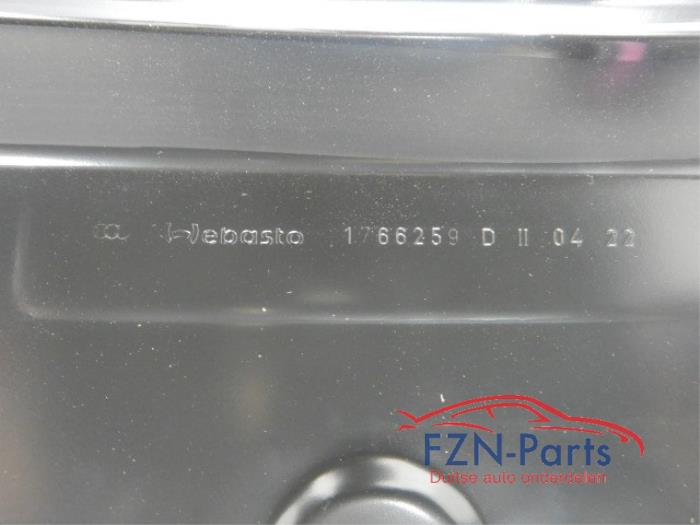 Webasto 1766259 D II 04 22
FZN-Parts
Duitse auto onderdelen